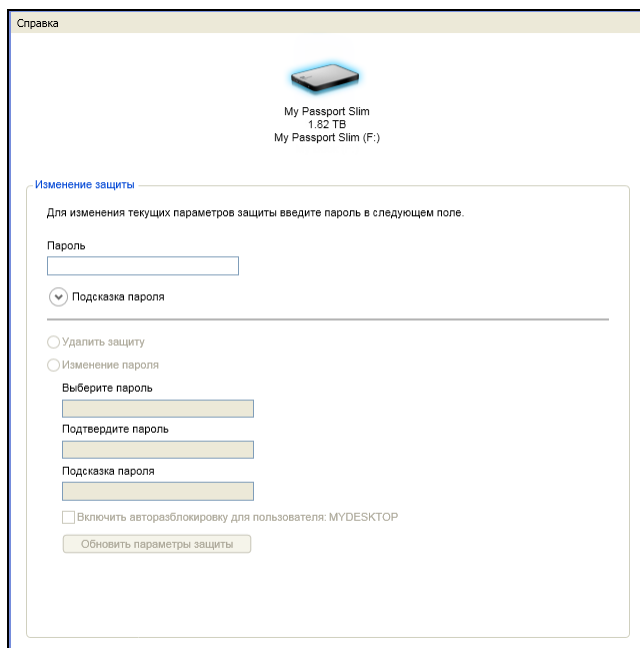 Справка
My Passport Slim
1.82 TB
My Passport Slim (F:)
Изменение защиты
Для изменения текущих параметров защиты введите пароль в следующем поле.
Пароль
Подсказка пароля
Удалить защиту
Изменение пароля
Выберите пароль
Подтвердите пароль
Подсказка пароля
Включить авторазблокировку для пользователя: MYDESKTOP
Обновить параметры защиты